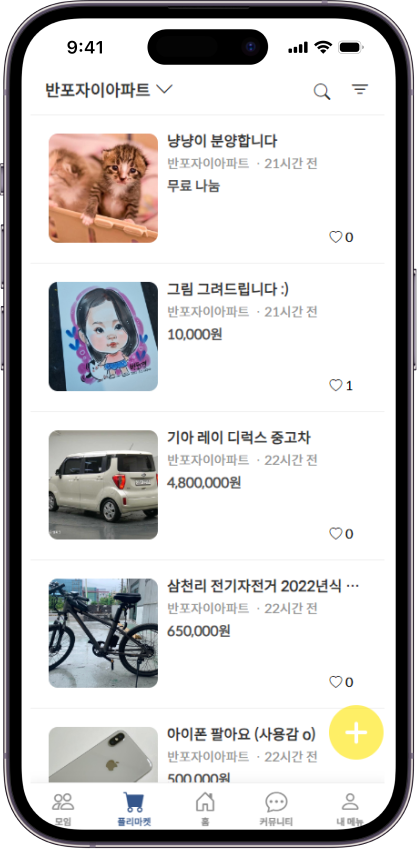 9:41
반포자이아파트
냥냥이 분양합니다
반포자이아파트 · 21시간 전
무료 나눔
0
그림 그려드립니다 :)
반포자이아파트 · 21시간 전
10,000원
1
기아 레이 디럭스 중고차
반포자이아파트 · 22시간 전
4,800,000원
0
삼천리 전기자전거 2022년식 ⋯
반포자이아파트 · 22시간 전
650,000원
0
아이폰 팔아요 (사용감 o)
반포자이아파트 · 22시간 전
500,000원
모임 플리마켓 홈 커뮤니티 내 메뉴